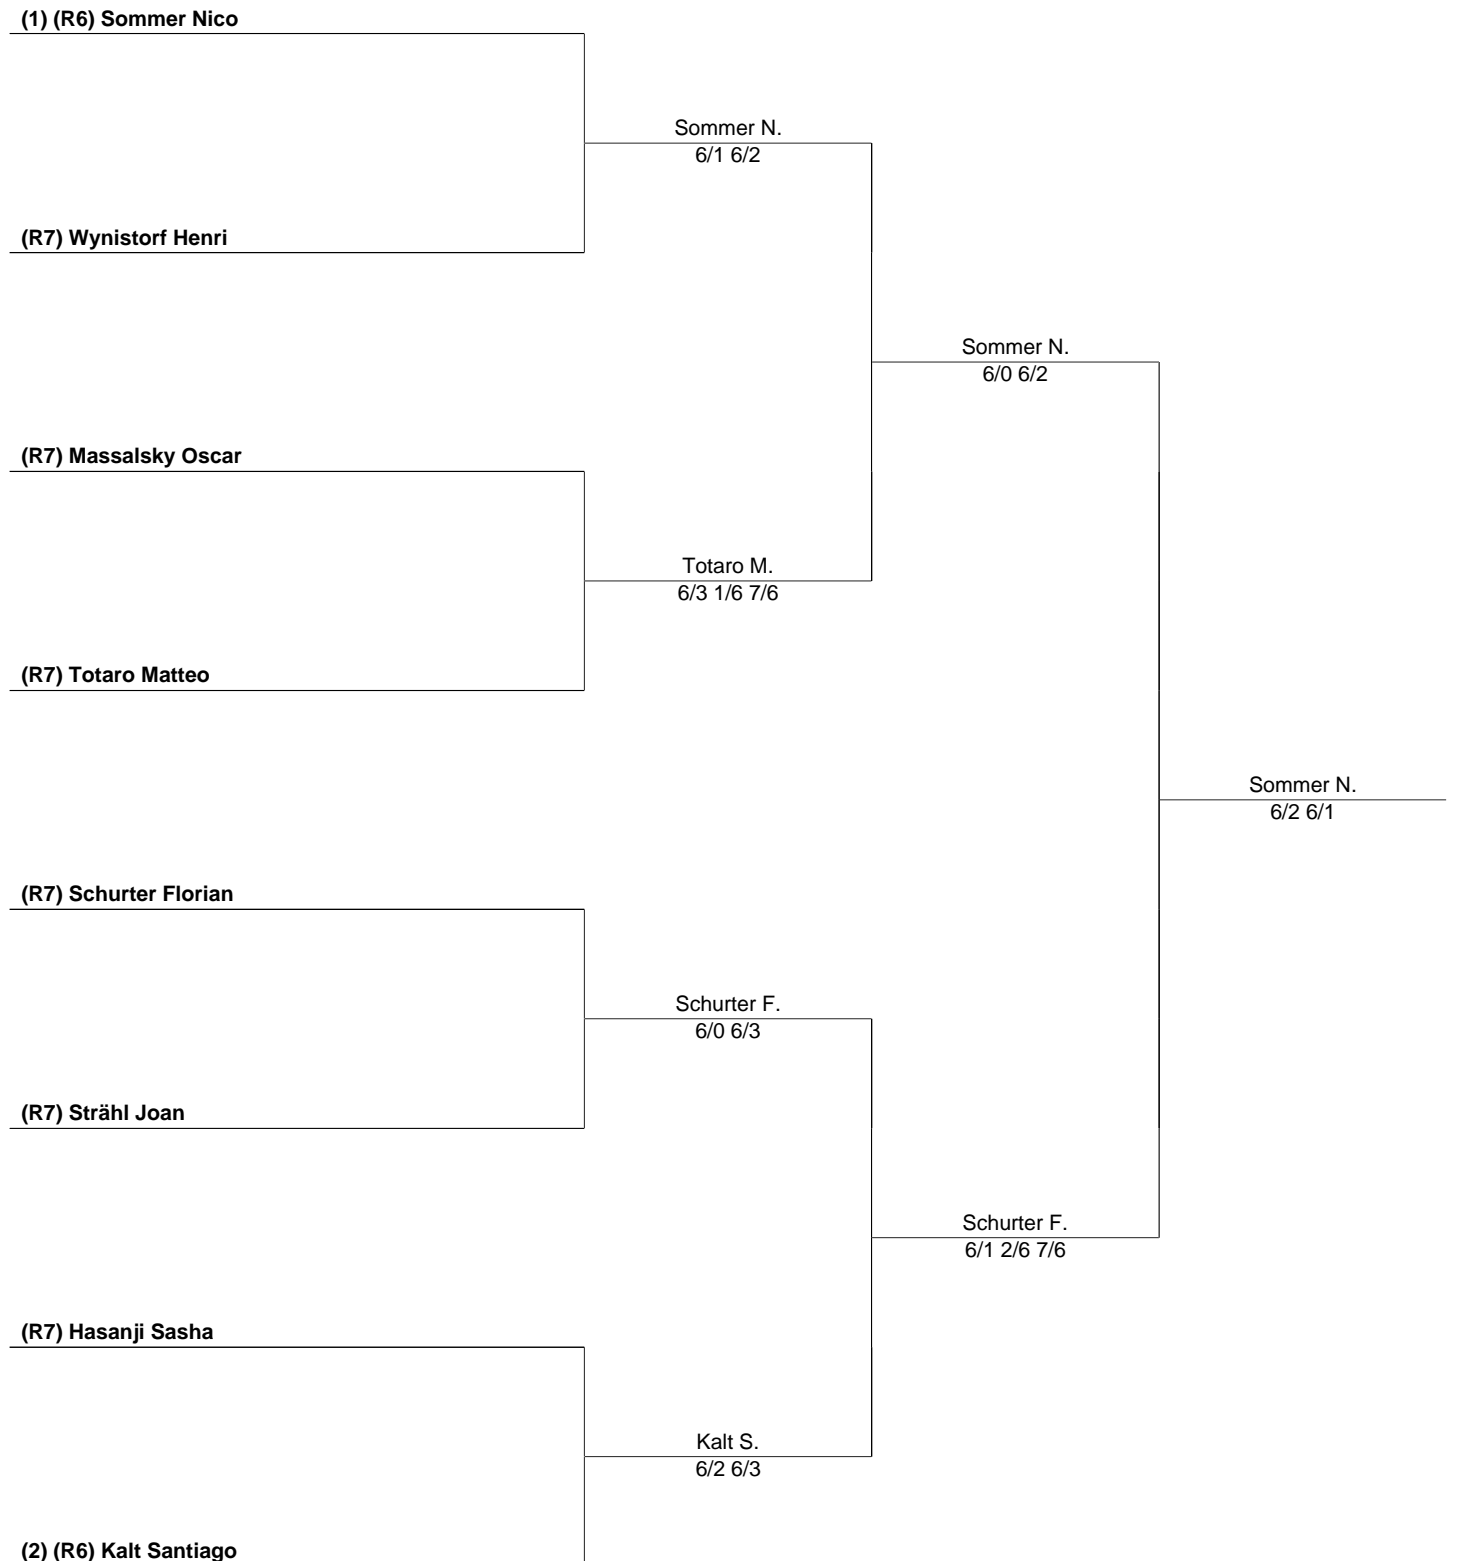 (1) (R6) Sommer Nico
Sommer N.
6/1 6/2
(R7) Wynistorf Henri
Sommer N.
6/0 6/2
(R7) Massalsky Oscar
Totaro M.
6/3 1/6 7/6
(R7) Totaro Matteo
Sommer N.
6/2 6/1
(R7) Schurter Florian
Schurter F.
6/0 6/3
(R7) Strähl Joan
Schurter F.
6/1 2/6 7/6
(R7) Hasanji Sasha
Kalt S.
6/2 6/3
(2) (R6) Kalt Santiago